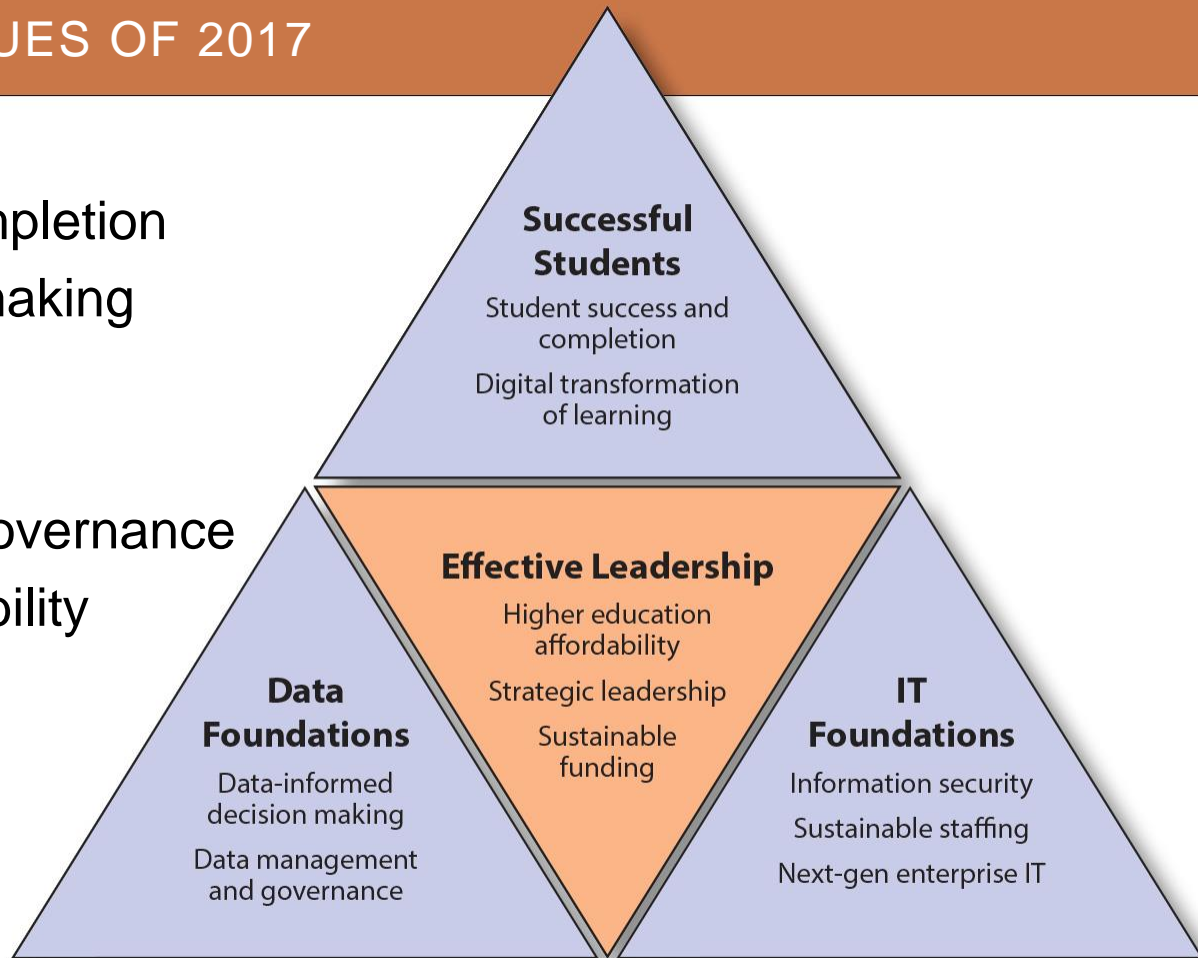 UES OF 2017
mpletion
making
overnance
bility
Successful
Students
Student success and
completion
Digital transformation
of learning
Effective Leadership
Higher education
affordability
Strategic leadership
Sustainable
funding
Data
Foundations
Data-informed
decision making
Data management
and governance
IT
Foundations
Information security
Sustainable staffing
Next-gen enterprise IT